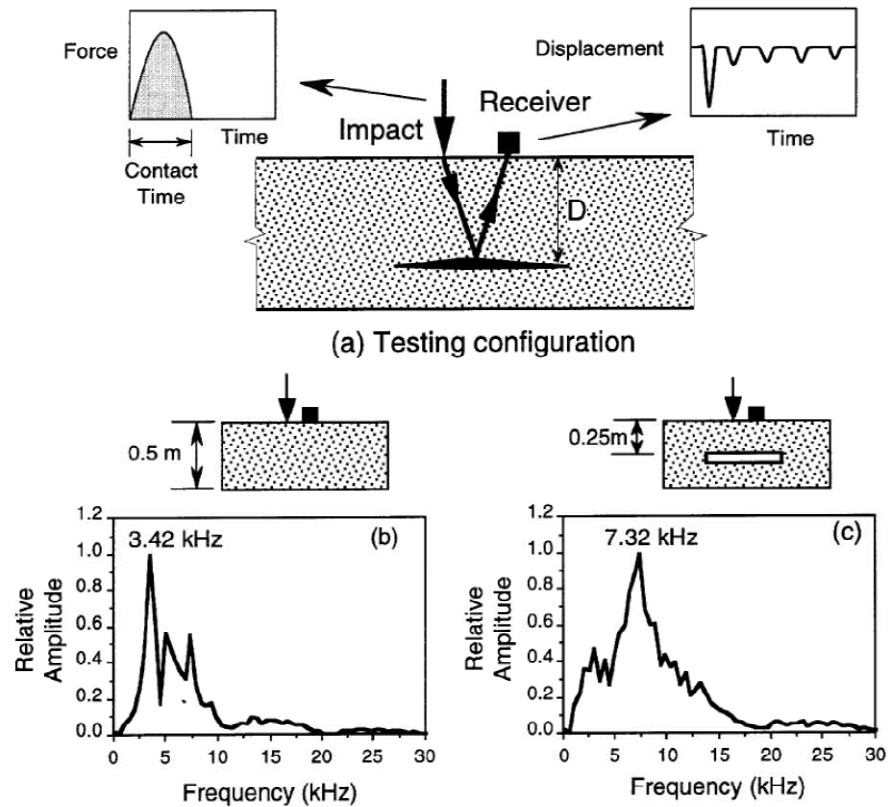 Force
Time
Contact
Time
Impact
Receiver
Displacement
Time
D
(a) Testing configuration
0.5 m
0.25m
1.2
1.0
0.8
0.6
0.4
0.2
0.0
Relative
Amplitude
3.42 kHz
(b)
0 5 10 15 20 25 30
Frequency (kHz)
1.2
1.0
0.8
0.6
0.4
0.2
0.0
Relative
Amplitude
7.32 kHz
(c)
0 5 10 15 20 25 30
Frequency (kHz)